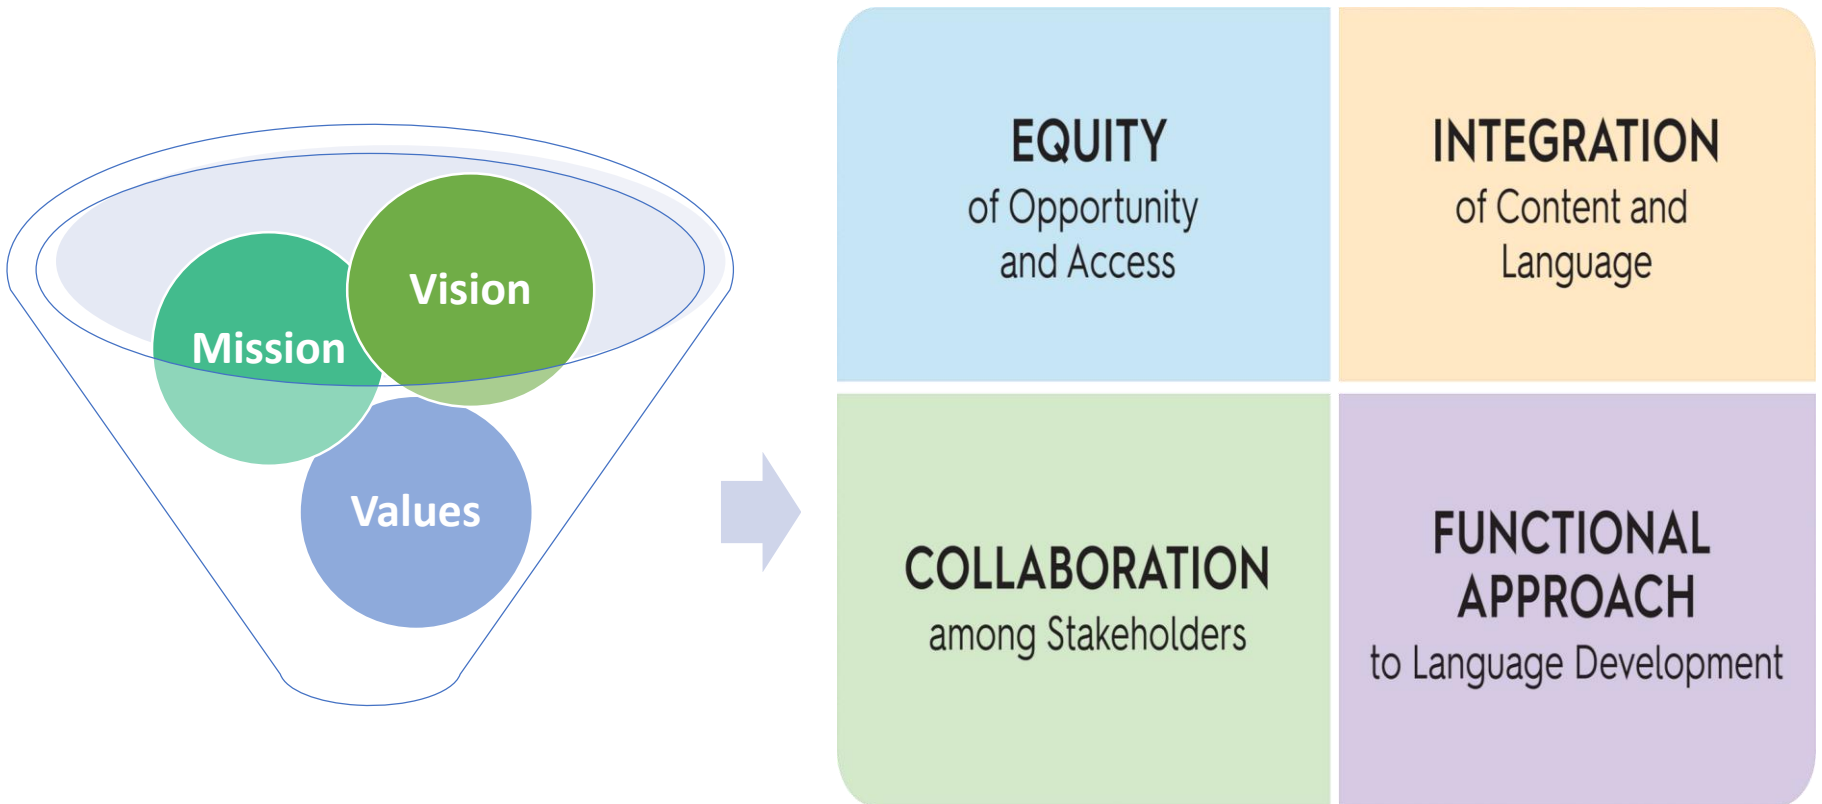 Vision
Mission
Values
EQUITY
of Opportunity
and Access
INTEGRATION
of Content and
Language
COLLABORATION
among Stakeholders
FUNCTIONAL
APPROACH
to Language Development